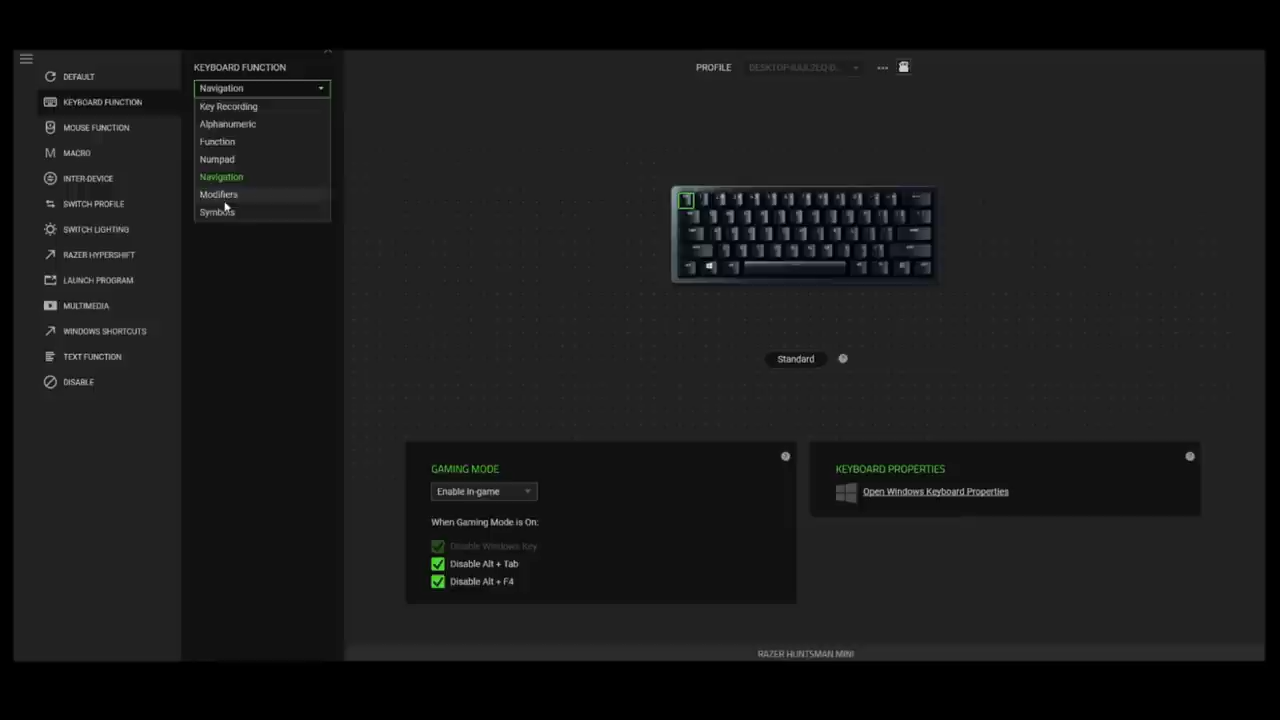 DEFAULT
KEYBOARD FUNCTION
MOUSE FUNCTION
MACRO
INTER-DEVICE
SWITCH PROFILE
SWITCH LIGHTING
RAZER HYPERSHIFT
LAUNCH PROGRAM
MULTIMEDIA
WINDOWS SHORTCUTS
TEXT FUNCTION
DISABLE
KEYBOARD FUNCTION
Navigation
Key Recording
Alphanumeric
Function
Numpad
Navigation
Modifiers
Symbols
PROFILE
Standard
GAMING MODE
Enable In-game
When Gaming Mode is On:
Disable Windows Key
Disable Alt + Tab
Disable Alt + F4
KEYBOARD PROPERTIES
Open Windows Keyboard Properties
RAZER HUNTSMAN MINI